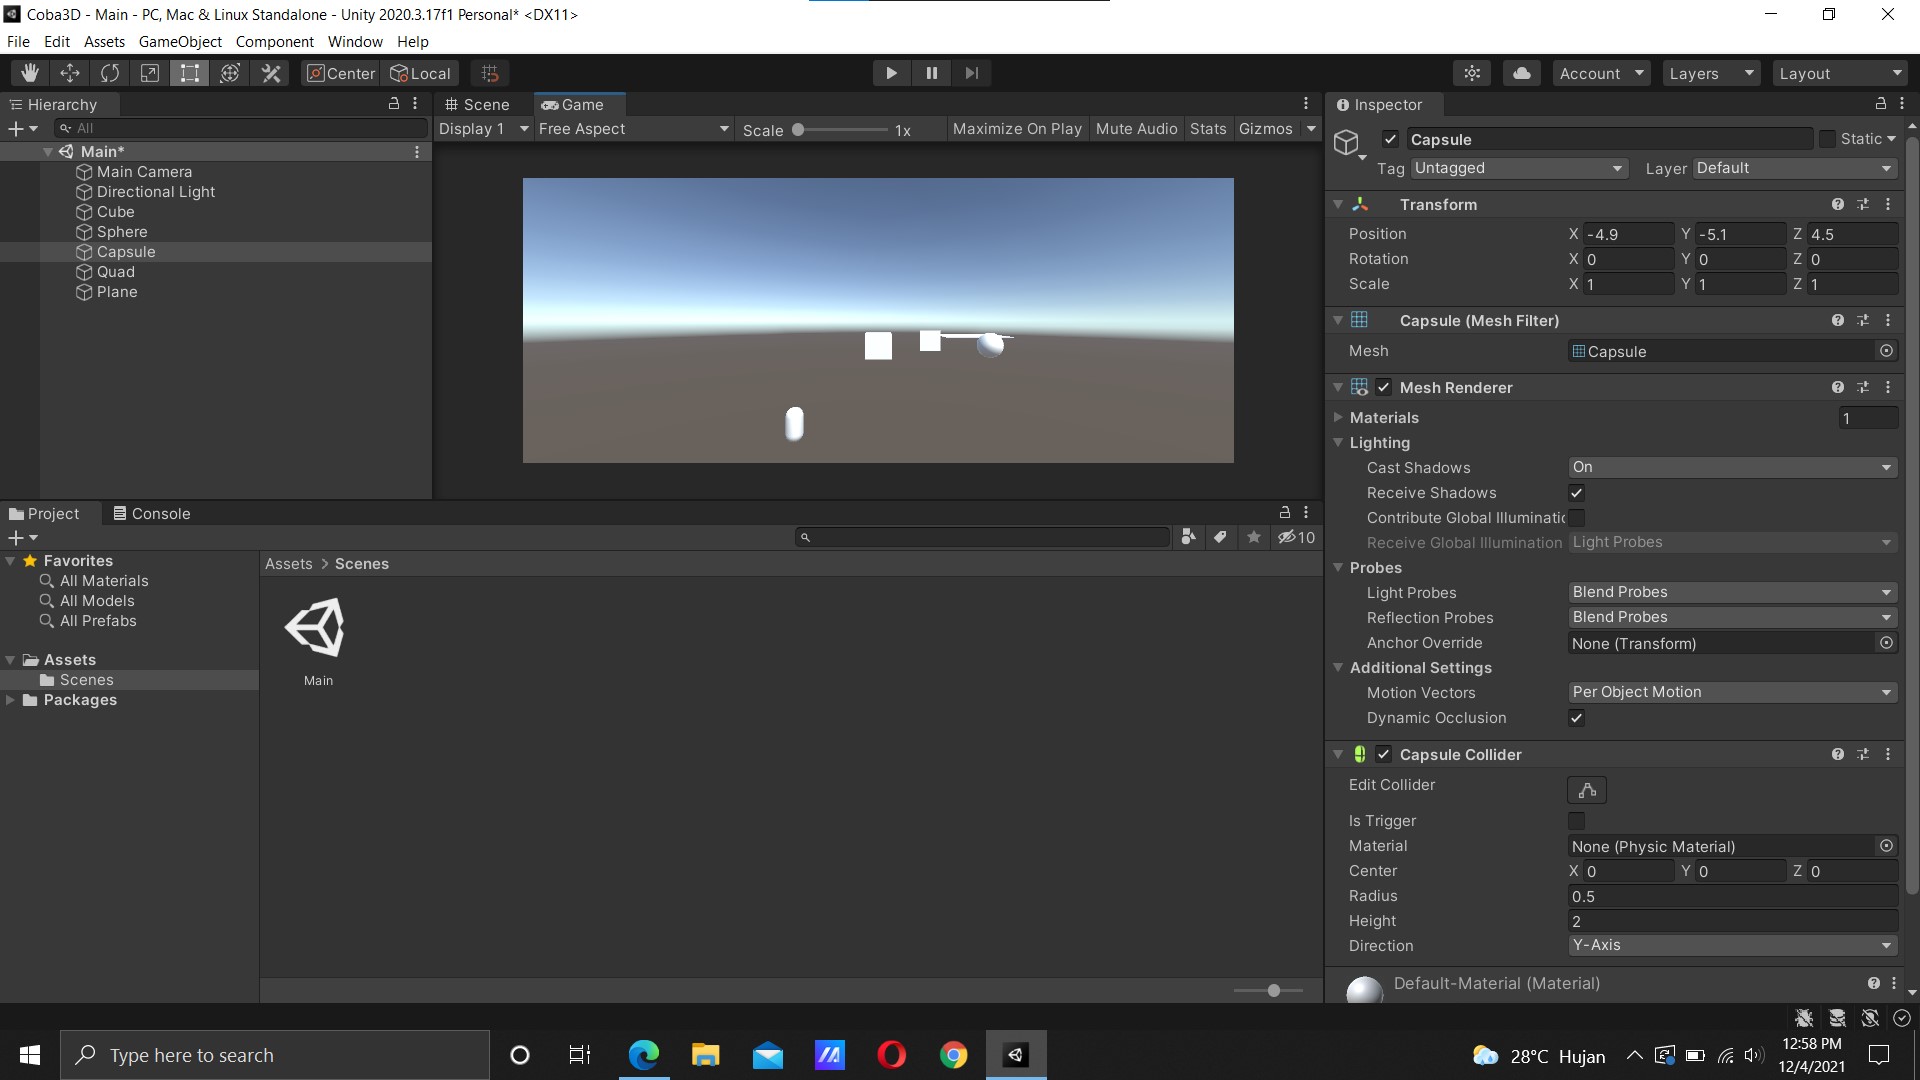 Coba3D - Main - PC, Mac & Linux Standalone - Unity 2020.3.17f1 Personal* <DX11>
File Edit Assets GameObject Component Window Help
Center Local Account Layers Layout
Hierarchy
All
Main*
Main Camera
Directional Light
Cube
Sphere
Capsule
Quad
Plane
Scene Game
Display 1 Free Aspect Scale 1x Maximize On Play Mute Audio Stats Gizmos
Project Console
10
Favorites
All Materials
All Models
All Prefabs
Assets
Scenes
Packages
Assets > Scenes
Main
Inspector
Capsule Static
Tag Untagged Layer Default
Transform
Position X -4.9 Y -5.1 Z 4.5
Rotation X 0 Y 0 Z 0
Scale X 1 Y 1 Z 1
Capsule (Mesh Filter)
Mesh Capsule
Mesh Renderer
Materials 1
Lighting
Cast Shadows On
Receive Shadows
Contribute Global Illuminatic
Receive Global Illumination Light Probes
Probes
Light Probes Blend Probes
Reflection Probes Blend Probes
Anchor Override None (Transform)
Additional Settings
Motion Vectors Per Object Motion
Dynamic Occlusion
Capsule Collider
Edit Collider
Is Trigger
Material None (Physic Material)
Center X 0 Y 0 Z 0
Radius 0.5
Height 2
Direction Y-Axis
Default-Material (Material)
Type here to search
28°C Hujan
12:58 PM
12/4/2021